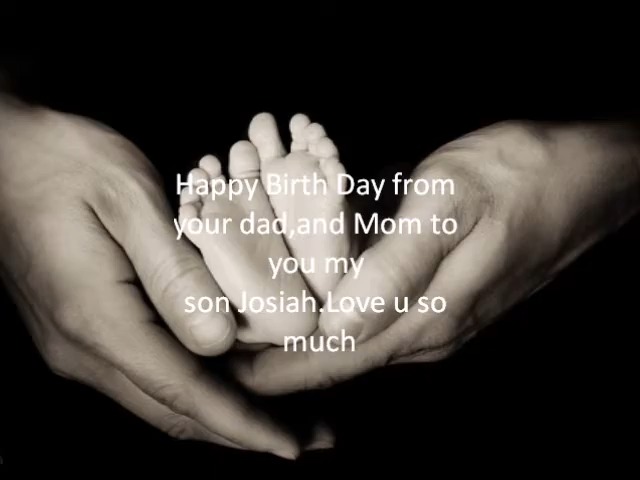 Happy Birth Day from
your dad,and Mom to
you my
son Josiah.Love u so
much